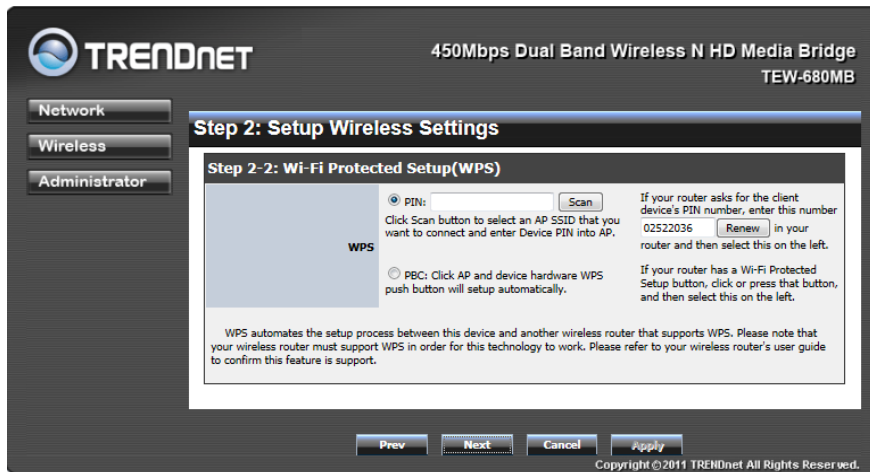 TRENDNET
450Mbps Dual Band Wireless N HD Media Bridge
TEW-680MB
Network
Wireless
Administrator
Step 2: Setup Wireless Settings
Step 2-2: Wi-Fi Protected Setup(WPS)
WPS
PIN:
Scan
Click Scan button to select an AP SSID that you
want to connect and enter Device PIN into AP.
If your router asks for the client
device's PIN number, enter this number
02522036 Renew in your
router and then select this on the left.
PBC: Click AP and device hardware WPS
push button will setup automatically.
If your router has a Wi-Fi Protected
Setup button, click or press that button,
and then select this on the left.
WPS automates the setup process between this device and another wireless router that supports WPS. Please note that
your wireless router must support WPS in order for this technology to work. Please refer to your wireless router's user guide
to confirm this feature is support.
Prev Next Cancel Apply
Copyright ©2011 TRENDnet All Rights Reserved.